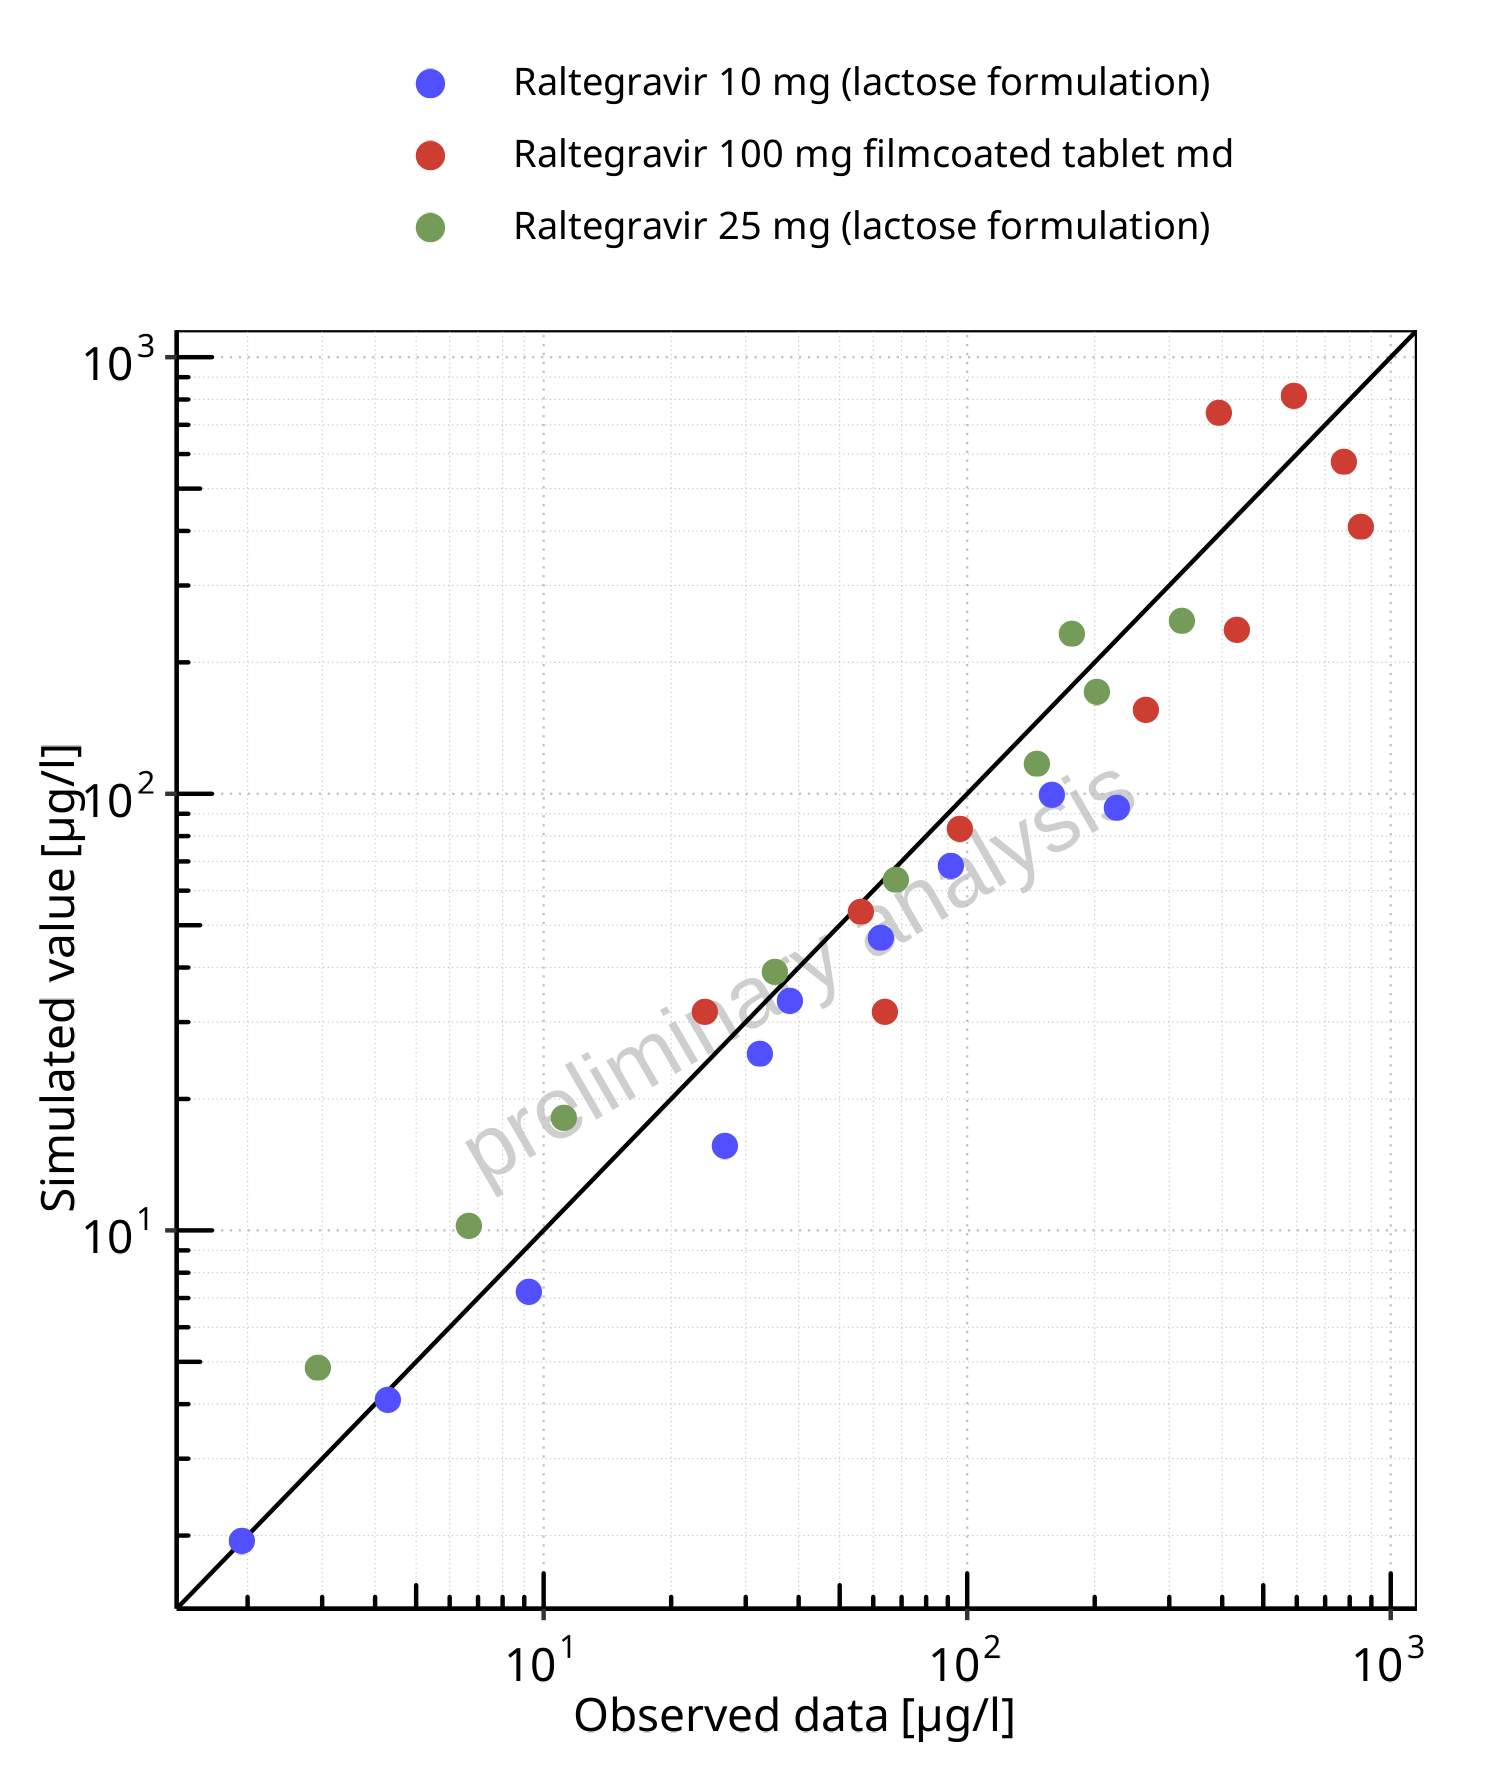 Raltegravir 10 mg (lactose formulation)
Raltegravir 100 mg filmcoated tablet md
Raltegravir 25 mg (lactose formulation)
10³
10²
10¹
Simulated value [µg/l]
preliminary analysis
10¹ 10² 10³
Observed data [µg/l]